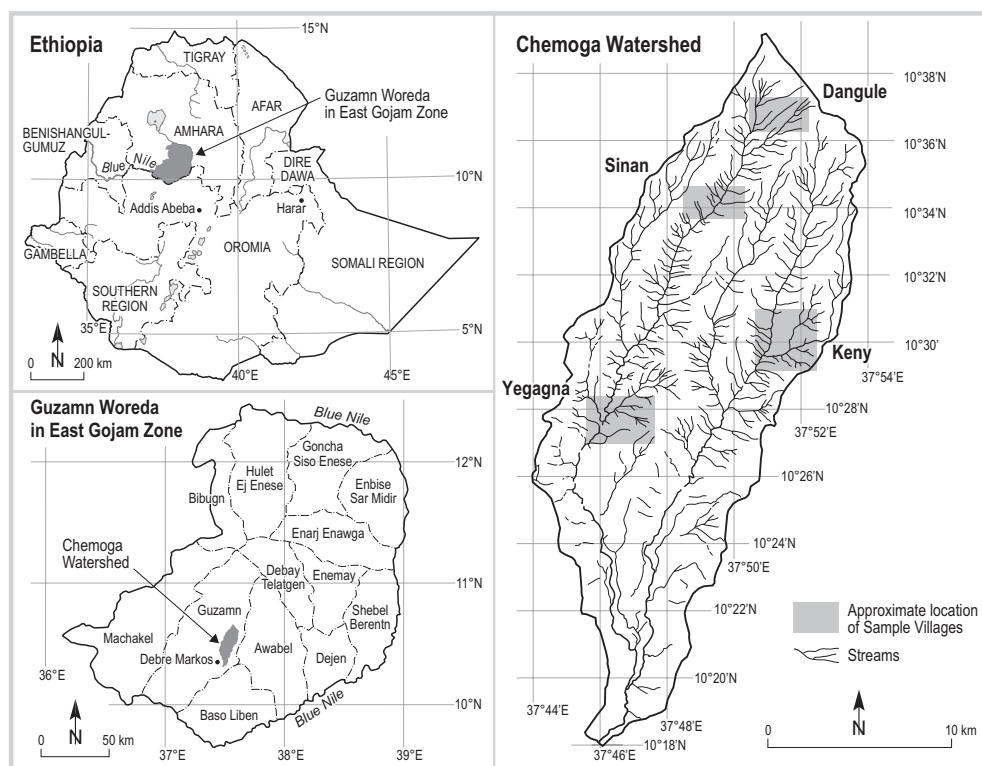 Ethiopia
15°N
TIGRAY
Guzamn Woreda
in East Gojam Zone
AFAR
AMHARA
BENISHANGUL-
GUMUZ
Blue Nile
DIRE
DAWA
10°N
Addis Abeba
Harar
GAMBELLA
OROMIA
SOMALI REGION
SOUTHERN
REGION
35°E
5°N
N
0 200 km
40°E
45°E
Guzamn Woreda
in East Gojam Zone
Blue Nile
Goncha
Siso Enese
12°N
Hulet
Ej Enese
Bibugn
Enbise
Sar Midir
Enarj Enawga
Chemoga
Watershed
Debay
Telatgen
Enemay
11°N
Guzamn
Shebel
Berentn
Machakel
Awabel
Debre Markos
Dejen
36°E
Baso Liben
Blue Nile
10°N
N
0 50 km
37°E
38°E
39°E
Chemoga Watershed
10°38'N
Dangule
10°36'N
Sinan
10°34'N
10°32'N
10°30'
Keny
37°54'E
Yegagna
10°28'N
37°52'E
10°26'N
10°24'N
37°50'E
10°22'N
Approximate location
of Sample Villages
Streams
10°20'N
37°44'E
37°48'E
10°18'N
37°46'E
N
0 10 km